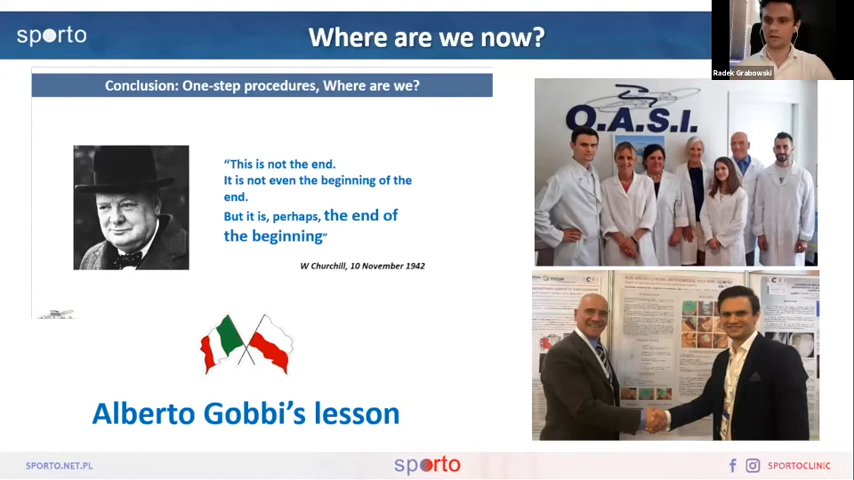 sporto
Where are we now?
Radek Grabowski
Conclusion: One-step procedures, Where are we?
“This is not the end.
It is not even the beginning of the
end.
But it is, perhaps, the end of
the beginning”
W Churchill, 10 November 1942
O.A.S.I.
Alberto Gobbi’s lesson
SPORTO.NET.PL
sporto
SPORTOCLINIC